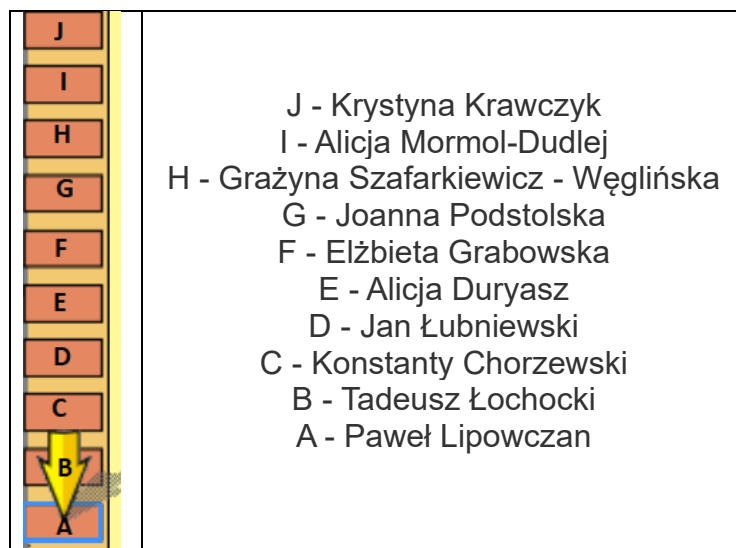 J
I
H
G
F
E
D
C
B
A
J - Krystyna Krawczyk
I - Alicja Mormol-Dudlej
H - Grażyna Szafarkiewicz - Węglińska
G - Joanna Podstolska
F - Elżbieta Grabowska
E - Alicja Duryasz
D - Jan Łubniewski
C - Konstanty Chorzewski
B - Tadeusz Łochocki
A - Paweł Lipowczan